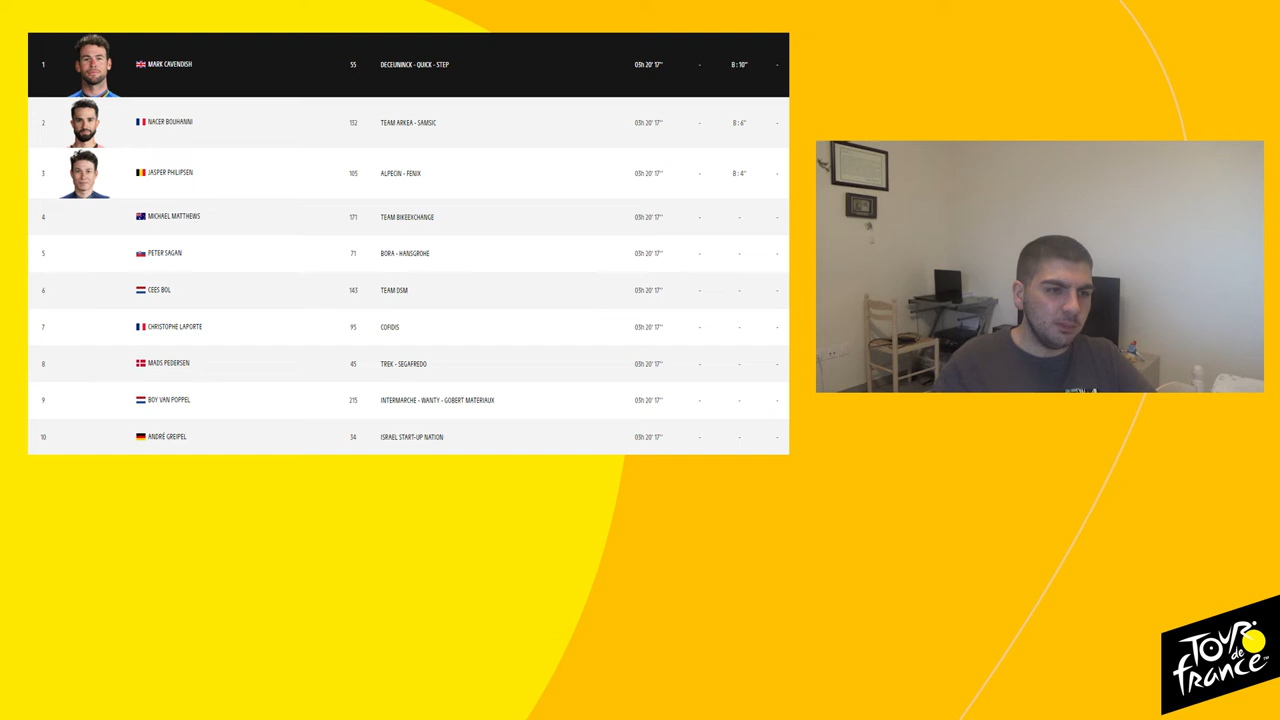 1 MARK CAVENDISH 55 DECEUNINCK - QUICK - STEP 03h 20' 17'' - B : 10'' -
2 NACER BOUHANNI 132 TEAM ARKEA - SAMSIC 03h 20' 17'' - B : 6'' -
3 JASPER PHILIPSEN 105 ALPECIN - FENIX 03h 20' 17'' - B : 4'' -
4 MICHAEL MATTHEWS 171 TEAM BIKEEXCHANGE 03h 20' 17'' - - -
5 PETER SAGAN 71 BORA - HANSGROHE 03h 20' 17'' - - -
6 CEES BOL 143 TEAM DSM 03h 20' 17'' - - -
7 CHRISTOPHE LAPORTE 95 COFIDIS 03h 20' 17'' - - -
8 MADS PEDERSEN 45 TREK - SEGAFREDO 03h 20' 17'' - - -
9 BOY VAN POPPEL 215 INTERMARCHE - WANTY - GOBERT MATERIAUX 03h 20' 17'' - - -
10 ANDRÉ GREIPEL 34 ISRAEL START-UP NATION 03h 20' 17'' - - -
TOUR
de
france™